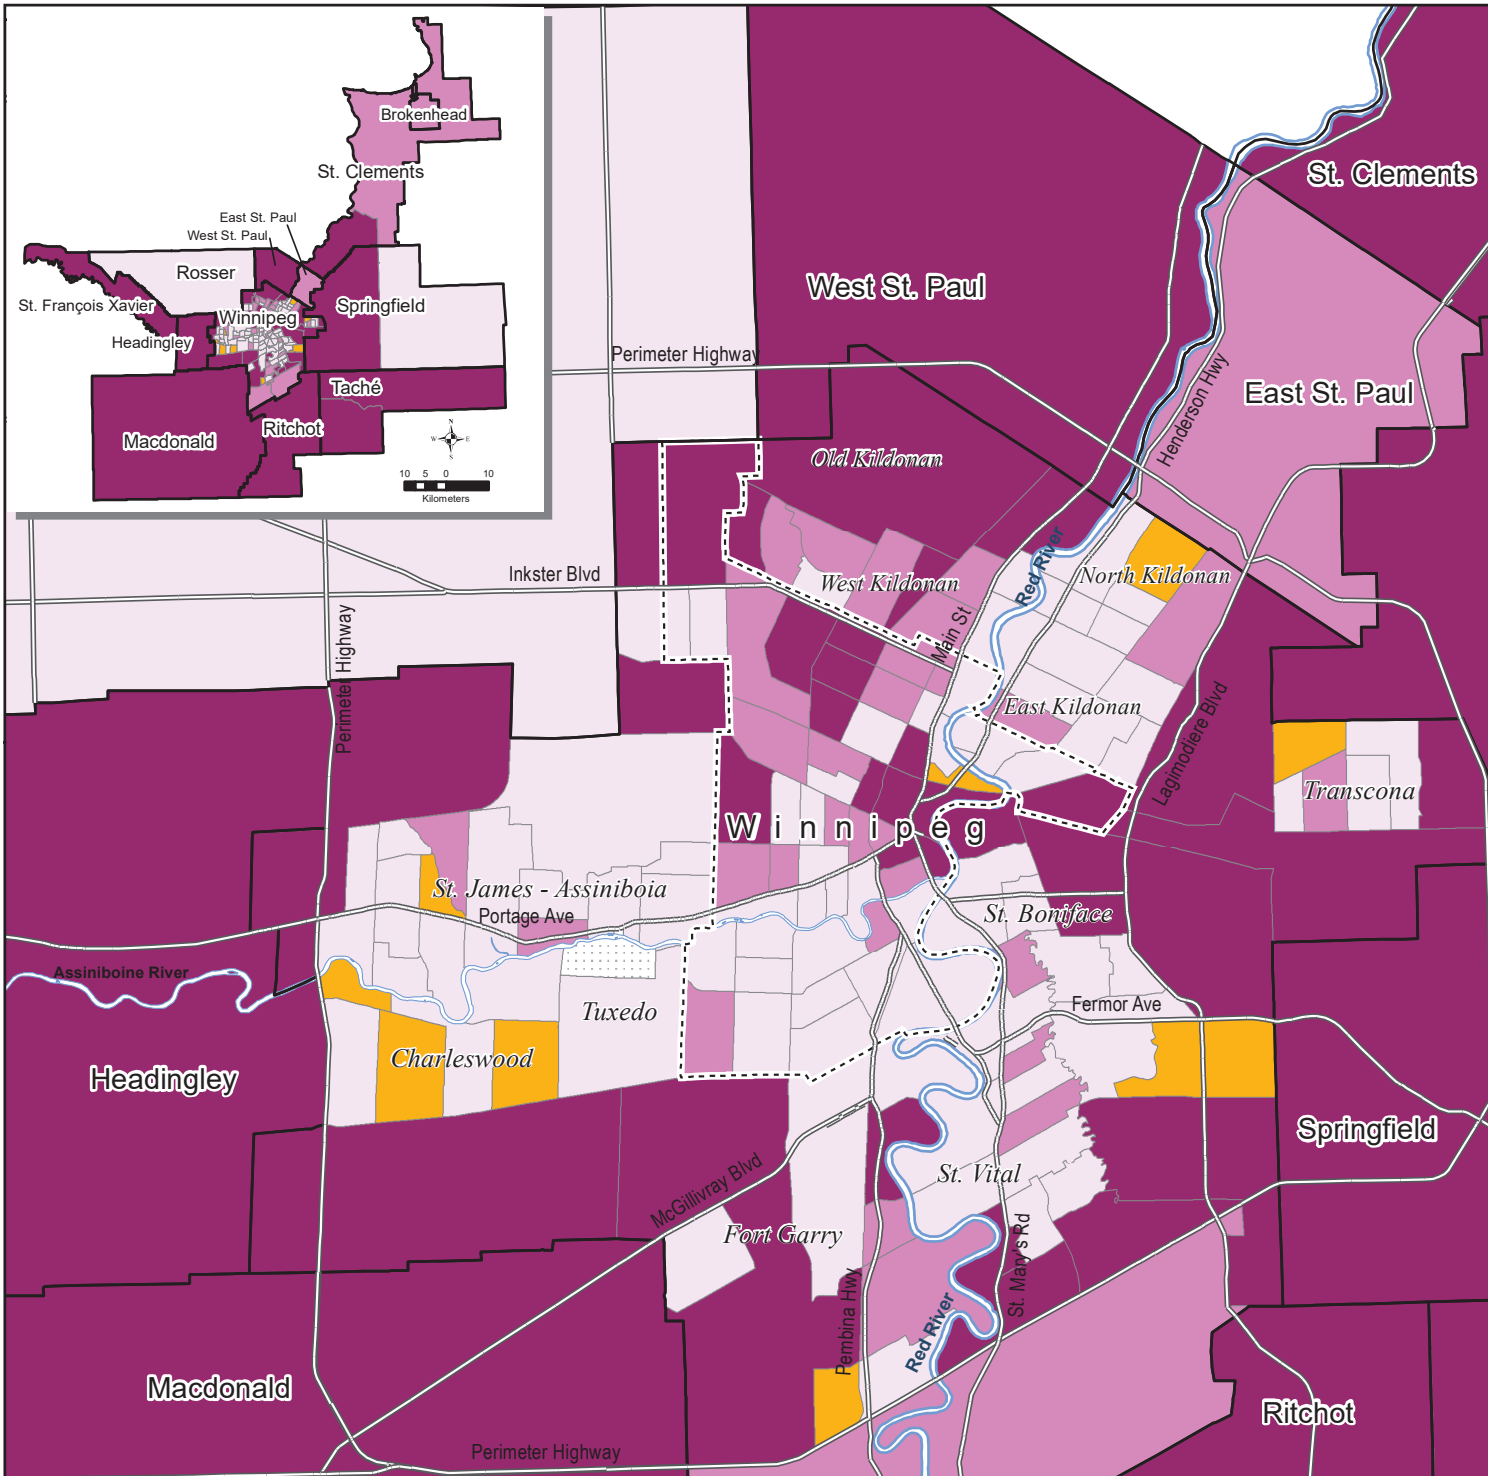 Brokenhead
St. Clements
East St. Paul
West St. Paul
Rosser
St. François Xavier
Springfield
Winnipeg
Headingley
Taché
Ritchot
Macdonald
N
W
E
S
10 5 0 10
Kilometers
St. Clements
West St. Paul
Perimeter Highway
East St. Paul
Henderson Hwy
Old Kildonan
Red River
Inkster Blvd
West Kildonan
North Kildonan
Perimeter Highway
Main St
East Kildonan
Lagimodiere Blvd
Transcona
Winnipeg
St. James - Assiniboia
Portage Ave
St. Boniface
Assiniboine River
Fermor Ave
Tuxedo
Charleswood
Headingley
Springfield
McGillivray Blvd
St. Vital
Fort Garry
St. Mary's Rd
Pembina Hwy
Red River
Macdonald
Ritchot
Perimeter Highway